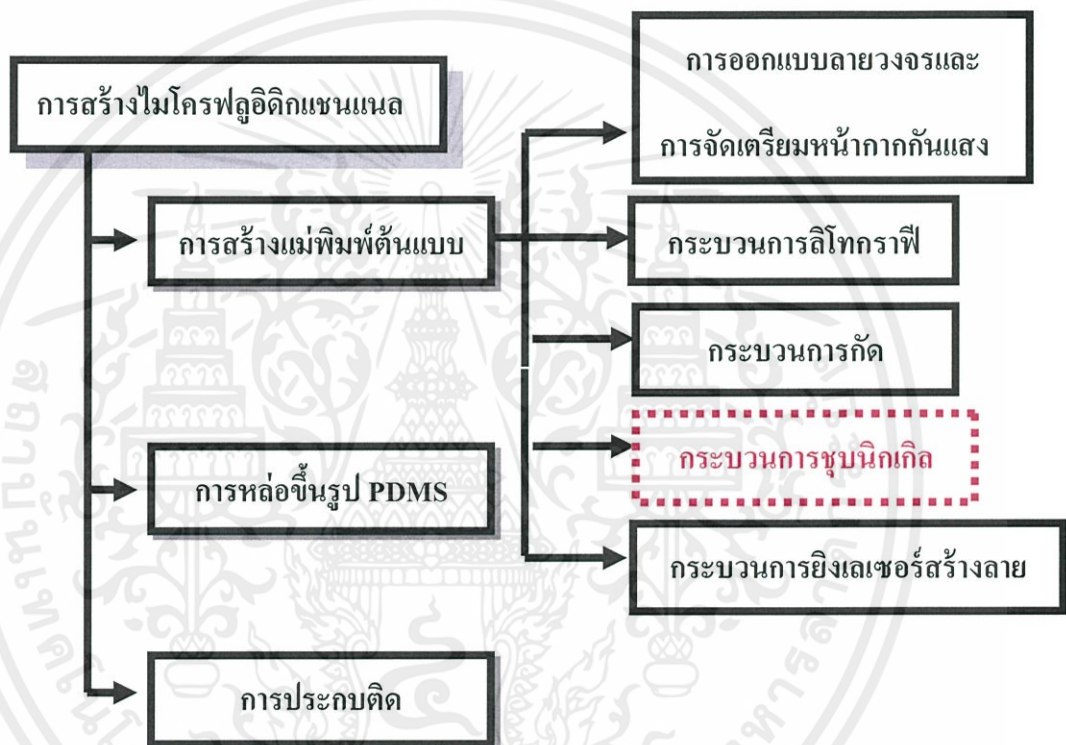 การสร้างไมโครฟลูอิดิกแชนแนล
การออกแบบลายวงจรและ
การจัดเตรียมหน้ากากกันแสง
การสร้างแม่พิมพ์ต้นแบบ
กระบวนการลิโทกราฟี
กระบวนการกัด
กระบวนการชุบนิกเกิล
การหล่อขึ้นรูป PDMS
กระบวนการยิงเลเซอร์สร้างลาย
การประกบติด